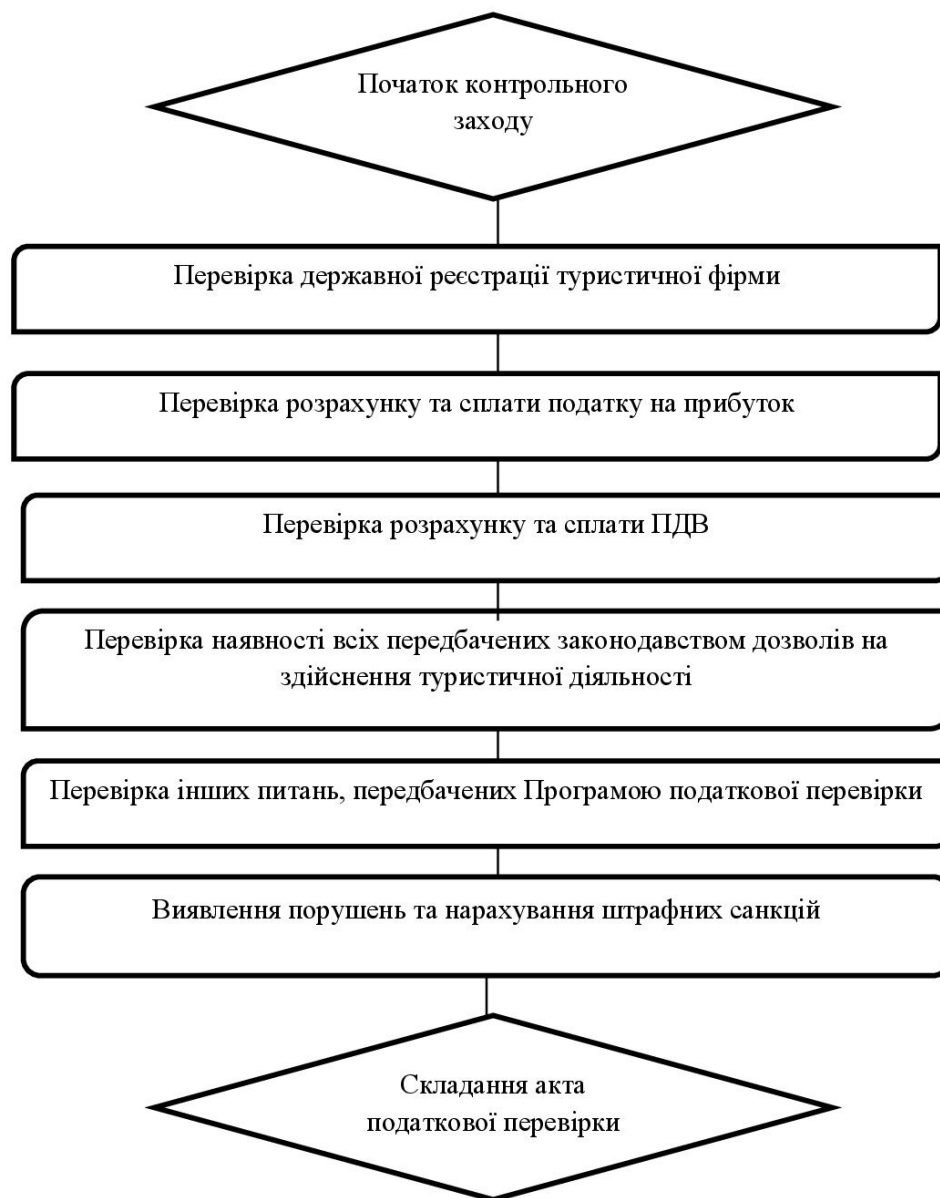 Початок контрольного
заходу
Перевірка державної реєстрації туристичної фірми
Перевірка розрахунку та сплати податку на прибуток
Перевірка розрахунку та сплати ПДВ
Перевірка наявності всіх передбачених законодавством дозволів на
здійснення туристичної діяльності
Перевірка інших питань, передбачених Програмою податкової перевірки
Виявлення порушень та нарахування штрафних санкцій
Складання акта
податкової перевірки